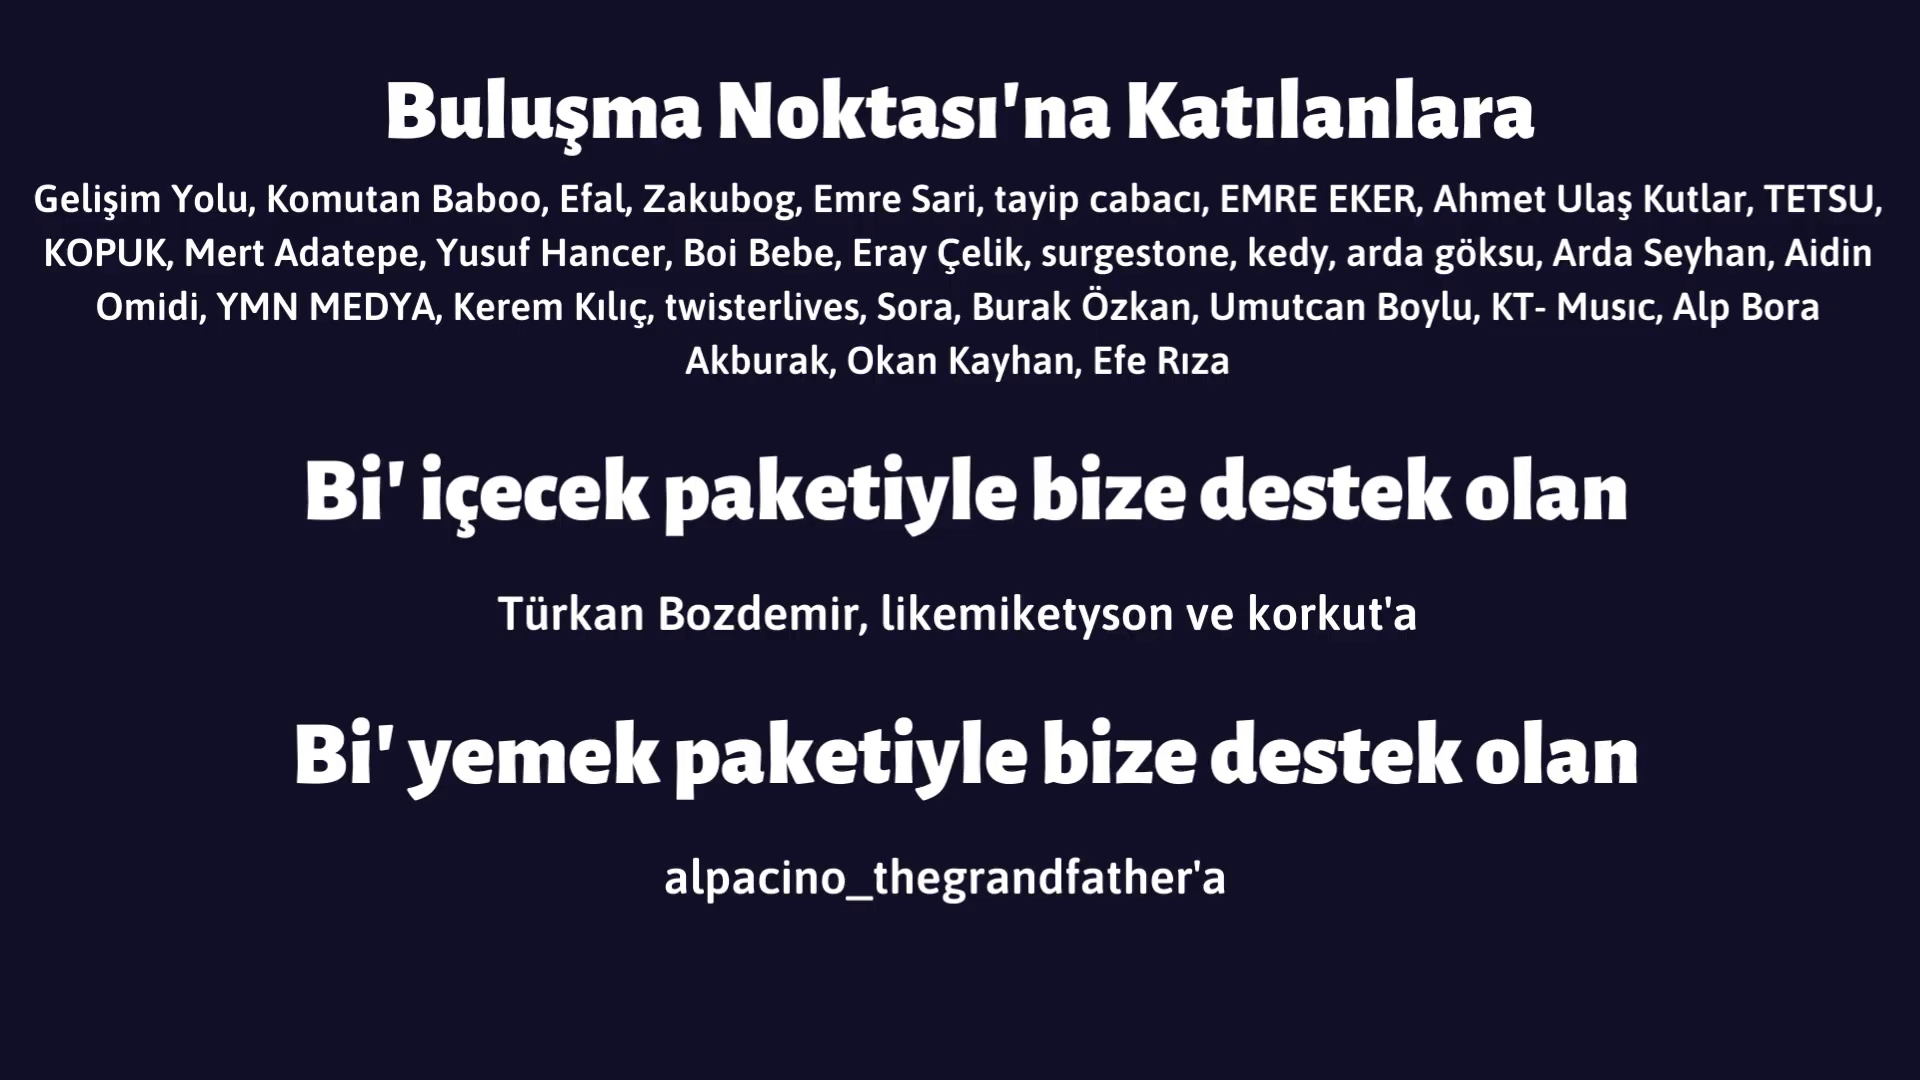 Buluşma Noktası'na Katılanlara
Gelişim Yolu, Komutan Baboo, Efal, Zakubog, Emre Sari, tayip cabacı, EMRE EKER, Ahmet Ulaş Kutlar, TETSU,
KOPUK, Mert Adatepe, Yusuf Hancer, Boi Bebe, Eray Çelik, surgestone, kedy, arda göksu, Arda Seyhan, Aidin
Omidi, YMN MEDYA, Kerem Kılıç, twisterlives, Sora, Burak Özkan, Umutcan Boylu, KT- Musıc, Alp Bora
Akburak, Okan Kayhan, Efe Rıza
Bi' içecek paketiyle bize destek olan
Türkan Bozdemir, likemiketyson ve korkut'a
Bi' yemek paketiyle bize destek olan
alpacino_thegrandfather'a